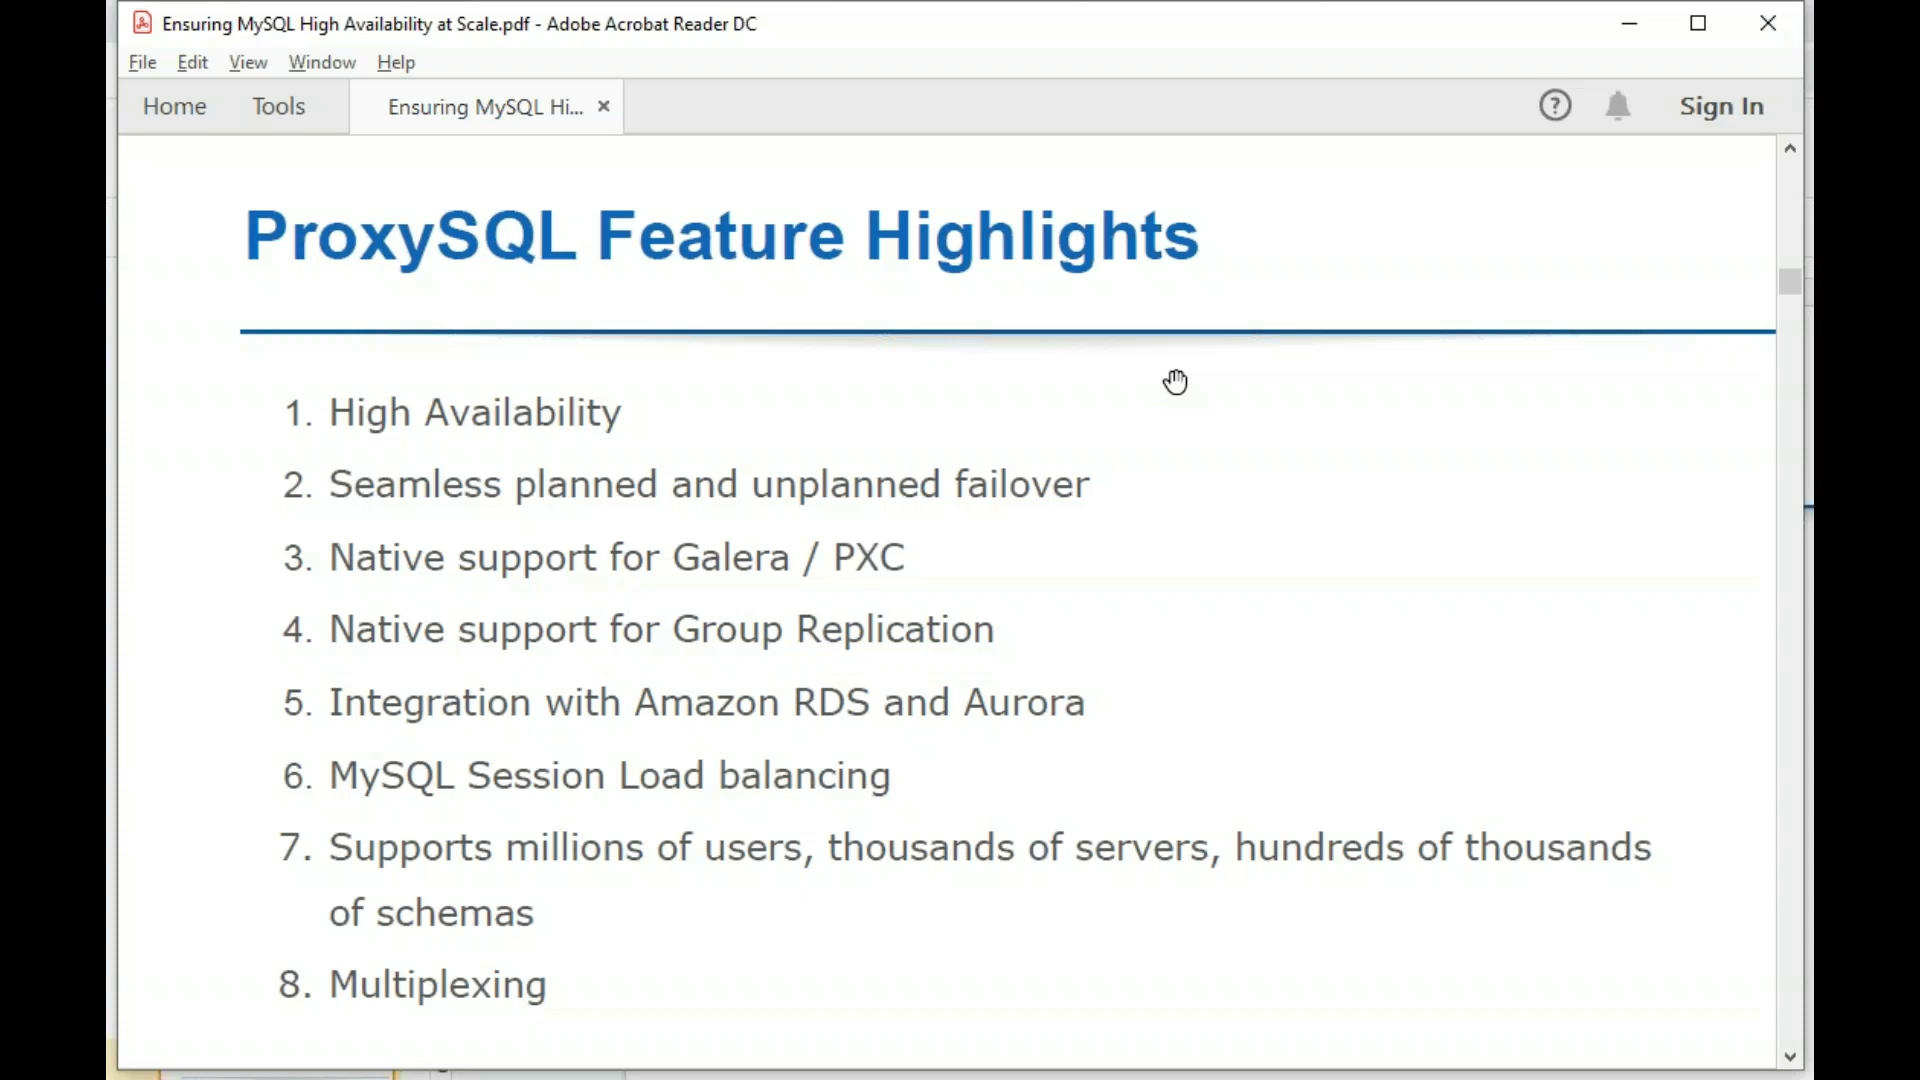 Ensuring MySQL High Availability at Scale.pdf - Adobe Acrobat Reader DC
File Edit View Window Help
Home Tools Ensuring MySQL Hi... Sign In
ProxySQL Feature Highlights
1. High Availability
2. Seamless planned and unplanned failover
3. Native support for Galera / PXC
4. Native support for Group Replication
5. Integration with Amazon RDS and Aurora
6. MySQL Session Load balancing
7. Supports millions of users, thousands of servers, hundreds of thousands
of schemas
8. Multiplexing